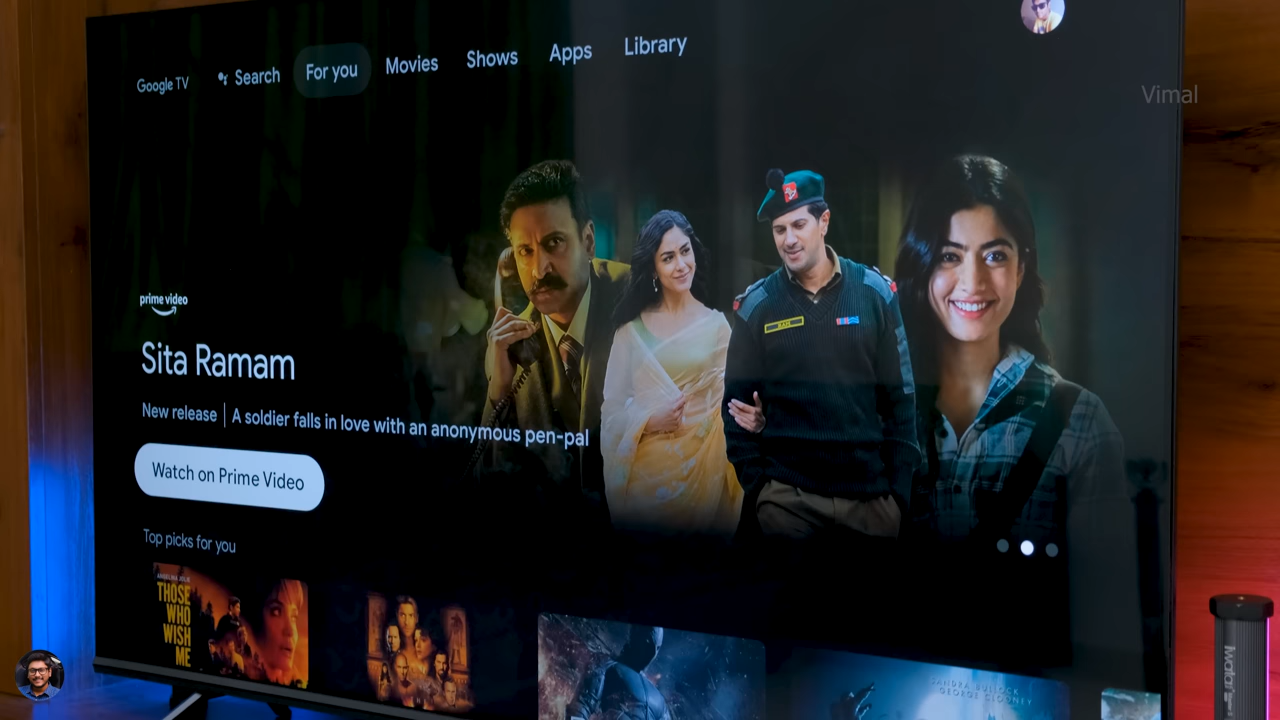 Google TV Search For you Movies Shows Apps Library
Vimal
prime video
Sita Ramam
New release | A soldier falls in love with an anonymous pen-pal
Watch on Prime Video
Top picks for you
ANGELINA JOLIE
THOSE
WHO
WISH
ME
SANDRA BULLOCK
GEORGE CLOONEY